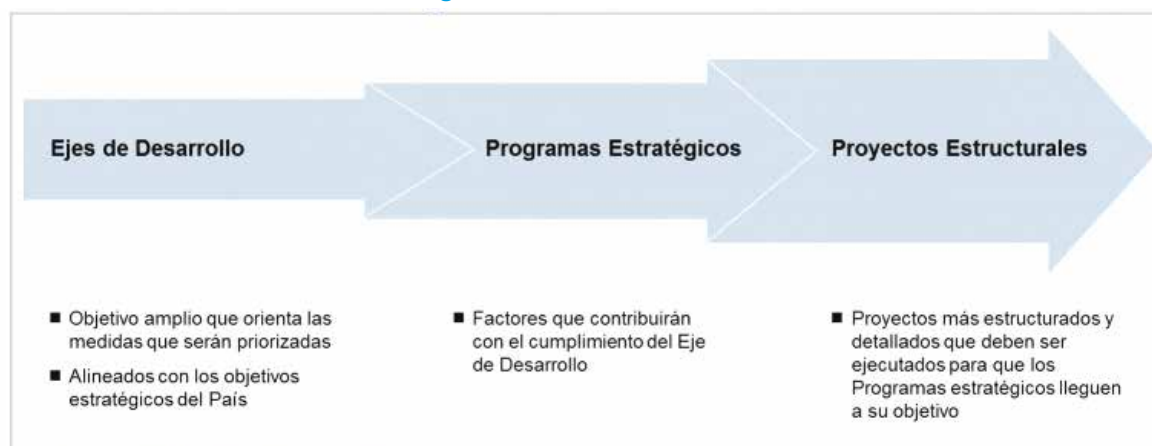 Ejes de Desarrollo
Programas Estratégicos
Proyectos Estructurales
■ Objetivo amplio que orienta las
medidas que serán priorizadas
■ Alineados con los objetivos
estratégicos del País
■ Factores que contribuirán
con el cumplimiento del Eje
de Desarrollo
■ Proyectos más estructurados y
detallados que deben ser
ejecutados para que los
Programas estratégicos lleguen
a su objetivo